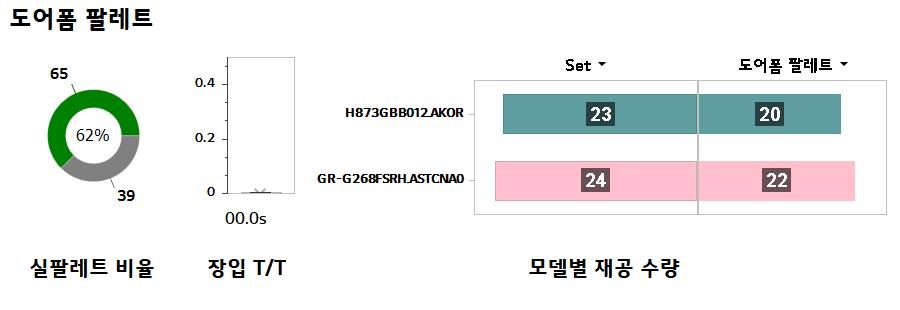 도어폼 팔레트
65
62%
39
실팔레트 비율
0.4
0.2
0
00.0s
장입 T/T
Set
도어폼 팔레트
H873GBB012.AKOR
23
20
GR-G268FSRH.ASTCNA0
24
22
모델별 재공 수량